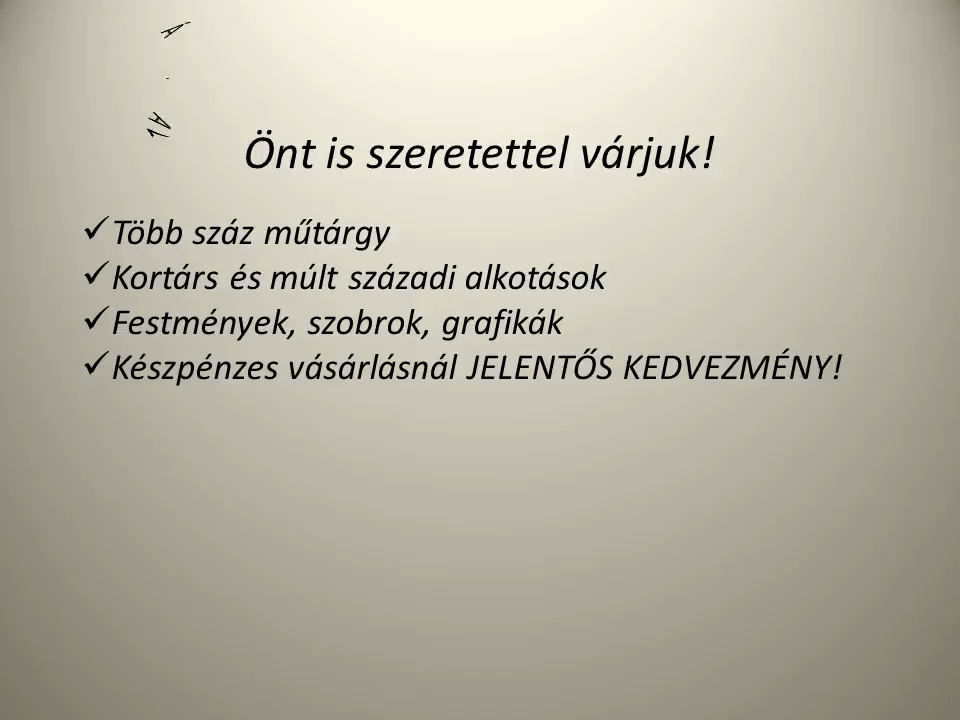 Önt is szeretettel várjuk!
✓Több száz műtárgy
✓Kortárs és múlt századi alkotások
✓Festmények, szobrok, grafikák
✓Készpénzes vásárlásnál JELENTŐS KEDVEZMÉNY!